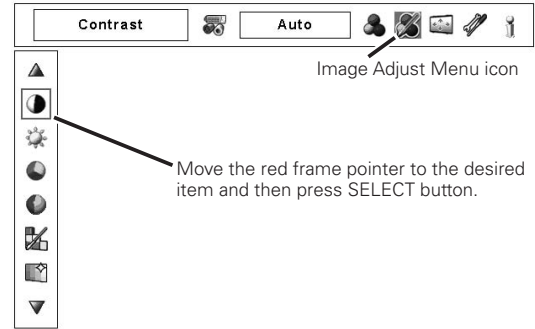 Contrast
Auto
Image Adjust Menu icon
Move the red frame pointer to the desired
item and then press SELECT button.